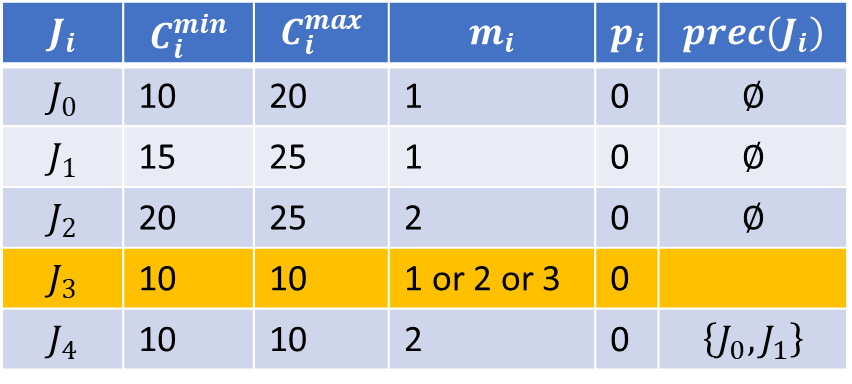 J_i C_i^min C_i^max m_i p_i prec(J_i)
J_0 10 20 1 0 ∅
J_1 15 25 1 0 ∅
J_2 20 25 2 0 ∅
J_3 10 10 1 or 2 or 3 0
J_4 10 10 2 0 {J_0, J_1}